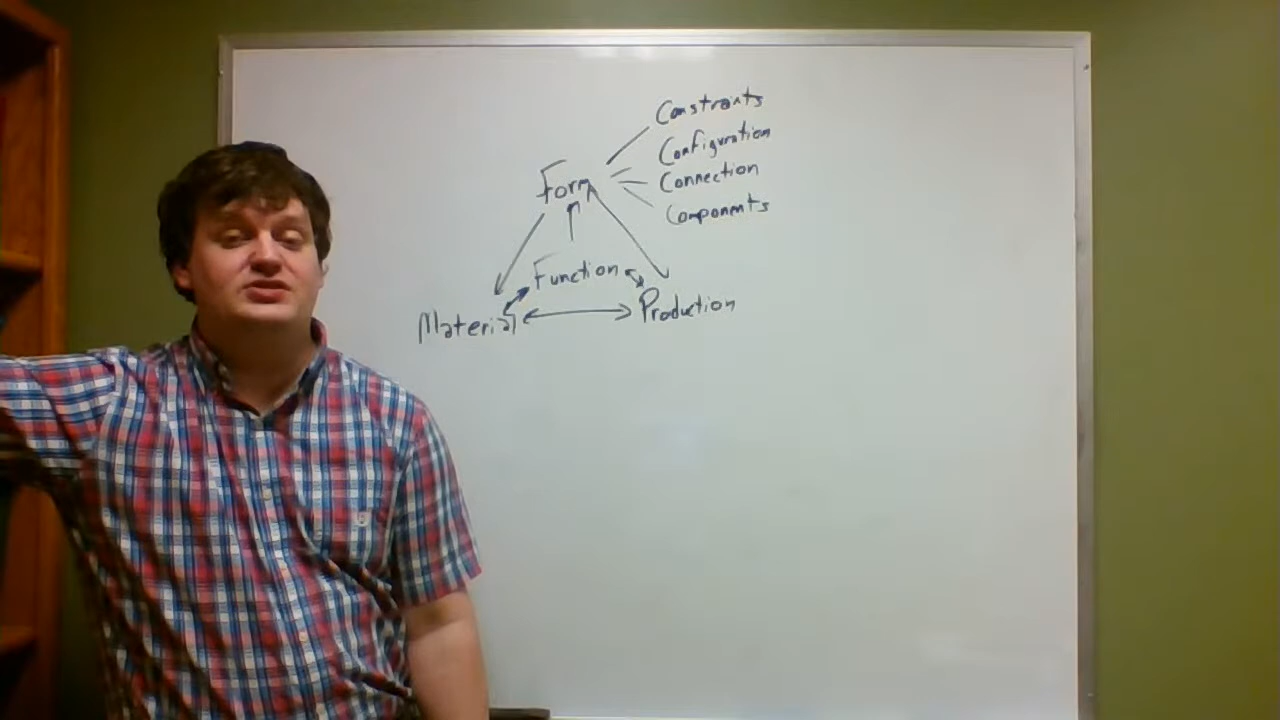 Constraints
Configuration
Form
Connection
Components
Function
Material
Production